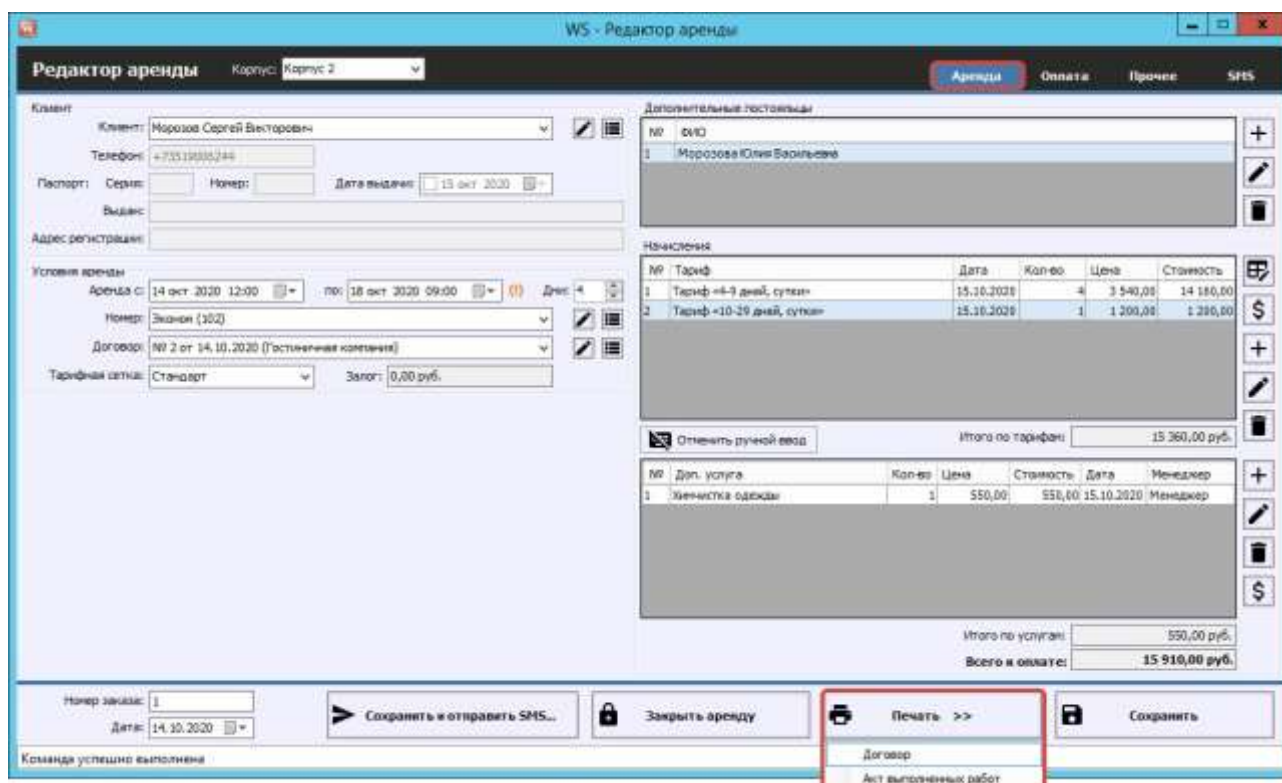 WS - Редактор аренды
Редактор аренды Корпус: Корпус 2 Аренда Оплата Прочее SMS
Клиент
Клиент: Морозов Сергей Викторович
Телефон:
Паспорт: Серия: Номер: Дата выдачи: 15 окт 2020
Выдан:
Адрес регистрации:
Условия аренды
Аренда с: 14 окт 2020 12:00 по: 18 окт 2020 09:00 (!) Дни: 4
Номер: Эконом (102)
Договор: № 2 от 14.10.2020 (Гостиничная компания)
Тарифная сетка: Стандарт Залог: 0,00 руб.
Дополнительные постояльцы
№ ФИО
1 Морозова Юлия Васильевна
Начисления
№ Тариф Дата Кол-во Цена Стоимость
1 Тариф «4-9 дней, сутки» 15.10.2020 4 3 540,00 14 160,00
2 Тариф «10-29 дней, сутки» 15.10.2020 1 1 200,00 1 200,00
Отменить ручной ввод Итого по тарифам: 15 360,00 руб.
№ Доп. услуга Кол-во Цена Стоимость Дата Менеджер
1 Химчистка одежды 1 550,00 550,00 15.10.2020 Менеджер
Итого по услугам: 550,00 руб.
Всего к оплате: 15 910,00 руб.
Номер заказа: 1
Дата: 14.10.2020
Сохранить и отправить SMS... Закрыть аренду Печать >> Сохранить
Договор
Акт выполненных работ
Команда успешно выполнена